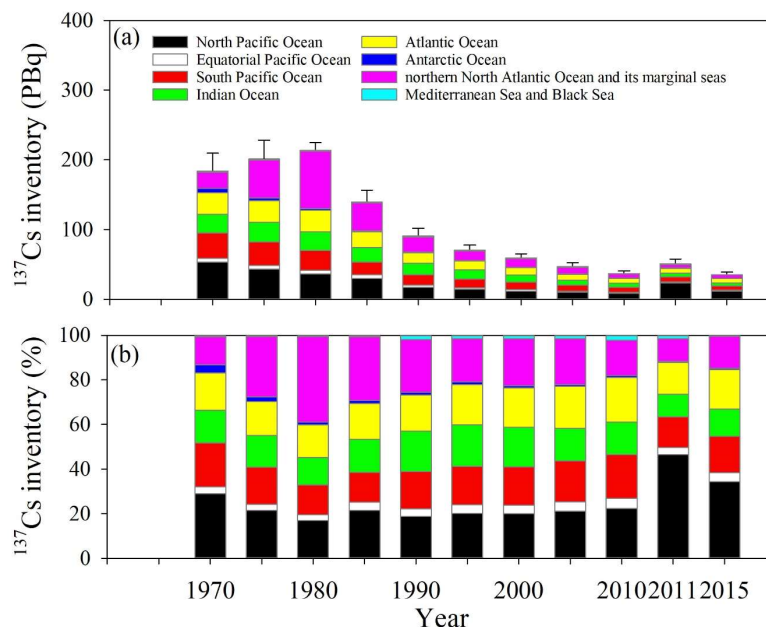 400
(a)
North Pacific Ocean
Atlantic Ocean
Equatorial Pacific Ocean
Antarctic Ocean
300
South Pacific Ocean
northern North Atlantic Ocean and its marginal seas
Indian Ocean
Mediterranean Sea and Black Sea
200
100
0
¹³⁷Cs inventory (PBq)
100
(b)
80
60
40
20
0
¹³⁷Cs inventory (%)
1970 1980 1990 2000 2010 2011 2015
Year